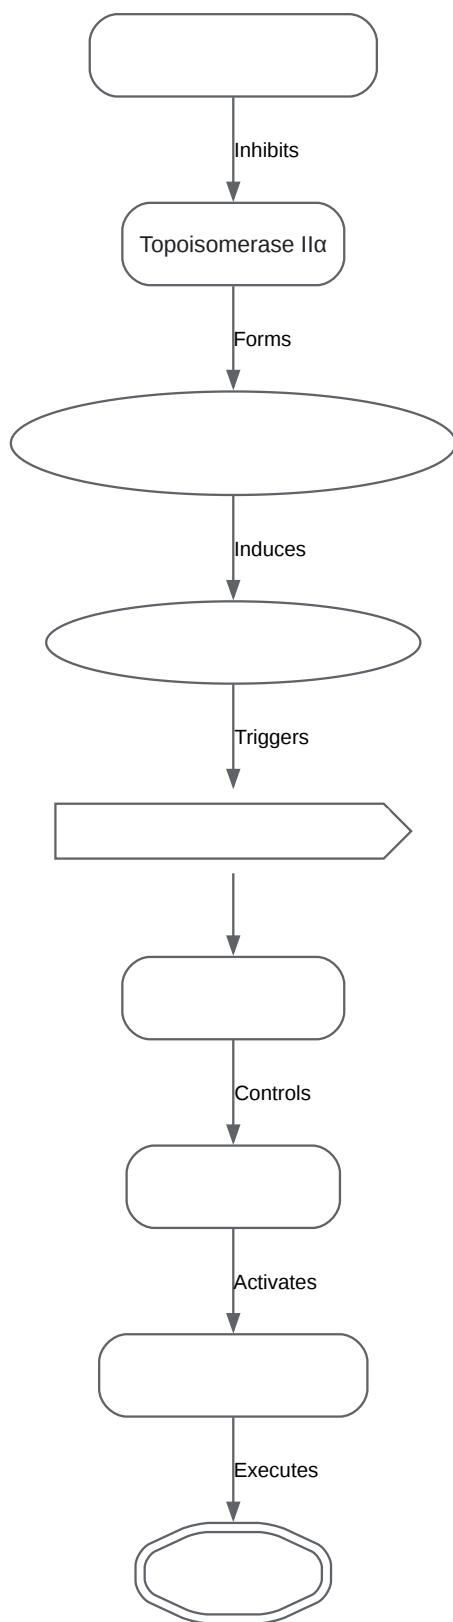 Inhibits
Topoisomerase IIα
Forms
Induces
Triggers
Controls
Activates
Executes